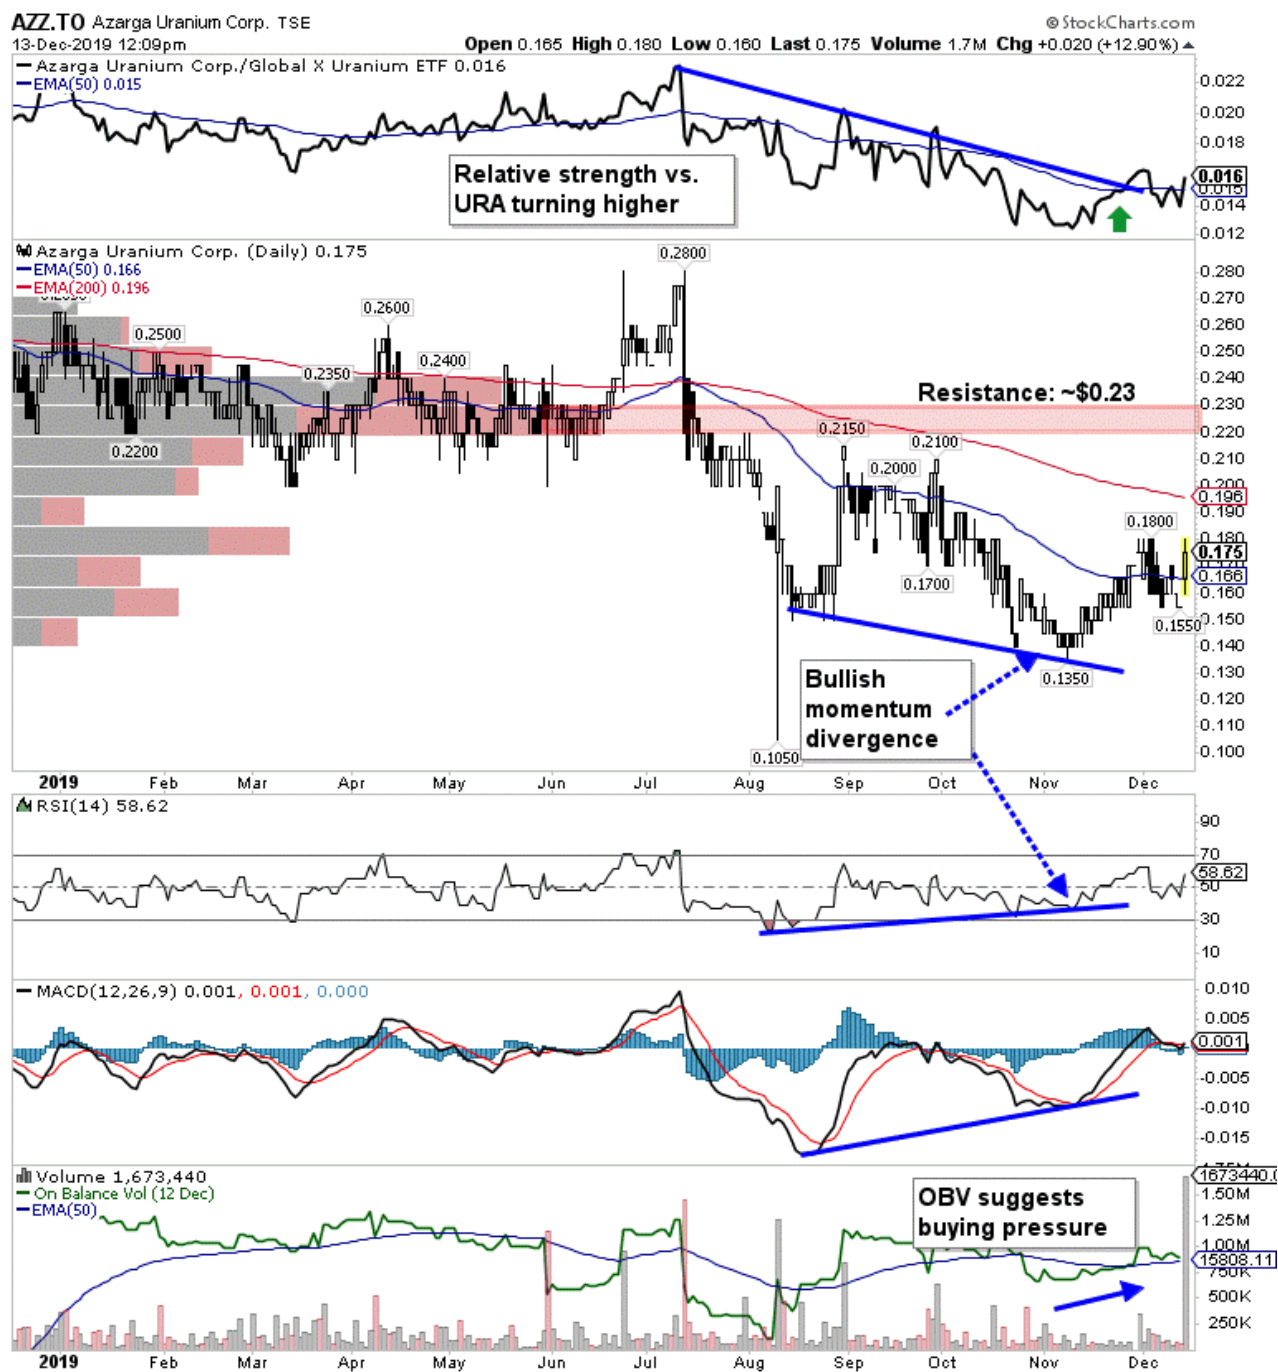 AZZ.TO Azarga Uranium Corp. TSE
© StockCharts.com
13-Dec-2019 12:09pm
Open 0.165 High 0.180 Low 0.160 Last 0.175 Volume 1.7M Chg +0.020 (+12.90%)
Azarga Uranium Corp./Global X Uranium ETF 0.016
EMA(50) 0.015
0.022
0.020
0.018
0.016
0.015
0.014
0.012
Relative strength vs.
URA turning higher
Azarga Uranium Corp. (Daily) 0.175
EMA(50) 0.166
EMA(200) 0.196
0.2500
0.2200
0.2350
0.2600
0.2400
0.2800
Resistance: ~$0.23
0.2150
0.2000
0.2100
0.1700
0.1800
0.1550
0.1350
0.1050
0.280
0.270
0.260
0.250
0.240
0.230
0.220
0.210
0.200
0.196
0.190
0.180
0.175
0.166
0.160
0.150
0.140
0.130
0.120
0.110
0.100
Bullish
momentum
divergence
2019 Feb Mar Apr May Jun Jul Aug Sep Oct Nov Dec
RSI(14) 58.62
90
70
58.62
50
30
10
MACD(12,26,9) 0.001, 0.001, 0.000
0.010
0.005
0.001
-0.005
-0.010
-0.015
Volume 1,673,440
On Balance Vol (12 Dec)
EMA(50)
OBV suggests
buying pressure
1673440.0
1.50M
1.25M
1.00M
15808.11
750K
500K
250K
2019 Feb Mar Apr May Jun Jul Aug Sep Oct Nov Dec